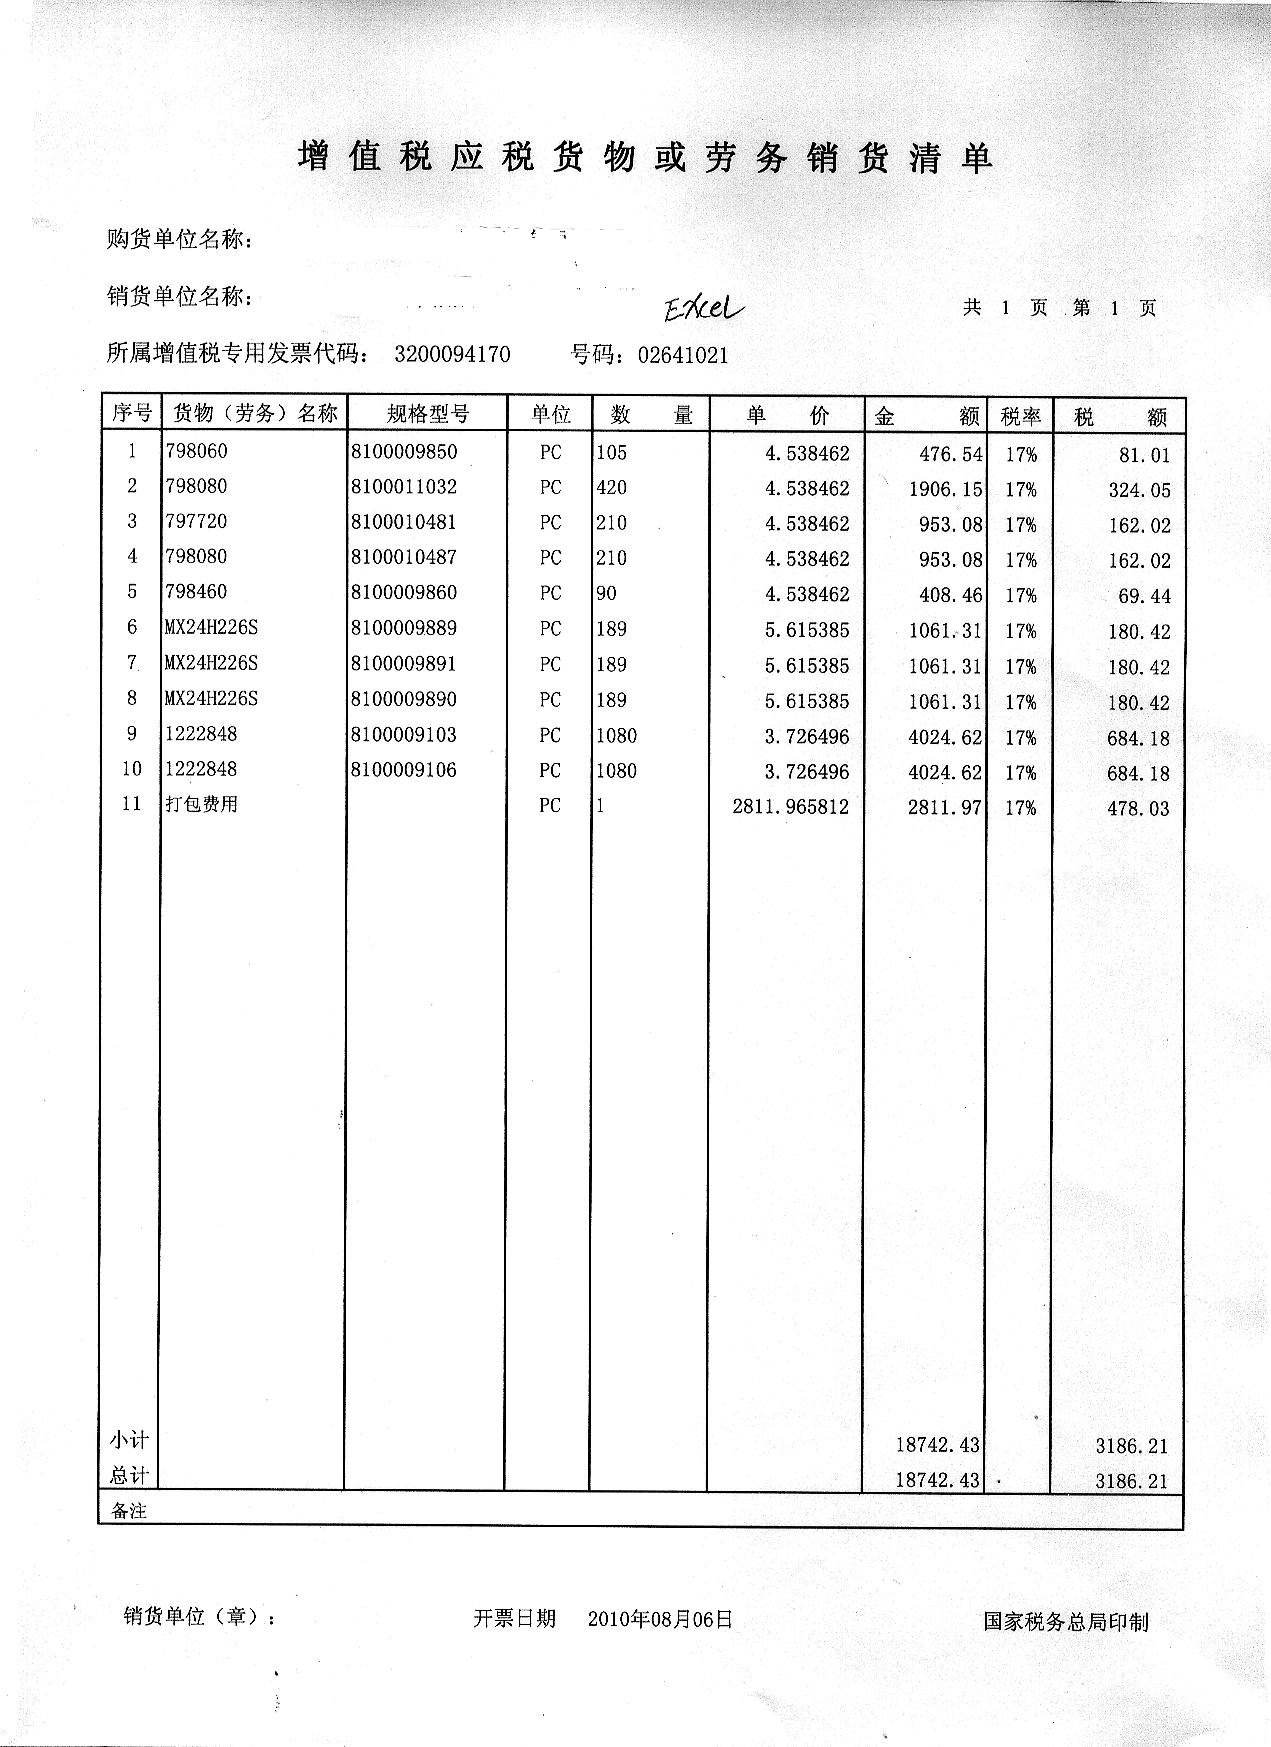 增值税应税货物或劳务销货清单
购货单位名称：
销货单位名称：
EXceL
共 1 页 第 1 页
所属增值税专用发票代码： 3200094170 号码：02641021
序号 货物（劳务）名称 规格型号 单位 数 量 单 价 金 额 税率 税 额
1 798060 8100009850 PC 105 4.538462 476.54 17% 81.01
2 798080 8100011032 PC 420 4.538462 1906.15 17% 324.05
3 797720 8100010481 PC 210 4.538462 953.08 17% 162.02
4 798080 8100010487 PC 210 4.538462 953.08 17% 162.02
5 798460 8100009860 PC 90 4.538462 408.46 17% 69.44
6 MX24H226S 8100009889 PC 189 5.615385 1061.31 17% 180.42
7 MX24H226S 8100009891 PC 189 5.615385 1061.31 17% 180.42
8 MX24H226S 8100009890 PC 189 5.615385 1061.31 17% 180.42
9 1222848 8100009103 PC 1080 3.726496 4024.62 17% 684.18
10 1222848 8100009106 PC 1080 3.726496 4024.62 17% 684.18
11 打包费用 PC 1 2811.965812 2811.97 17% 478.03
小计 18742.43 3186.21
总计 18742.43 3186.21
备注
销货单位（章）： 开票日期 2010年08月06日 国家税务总局印制